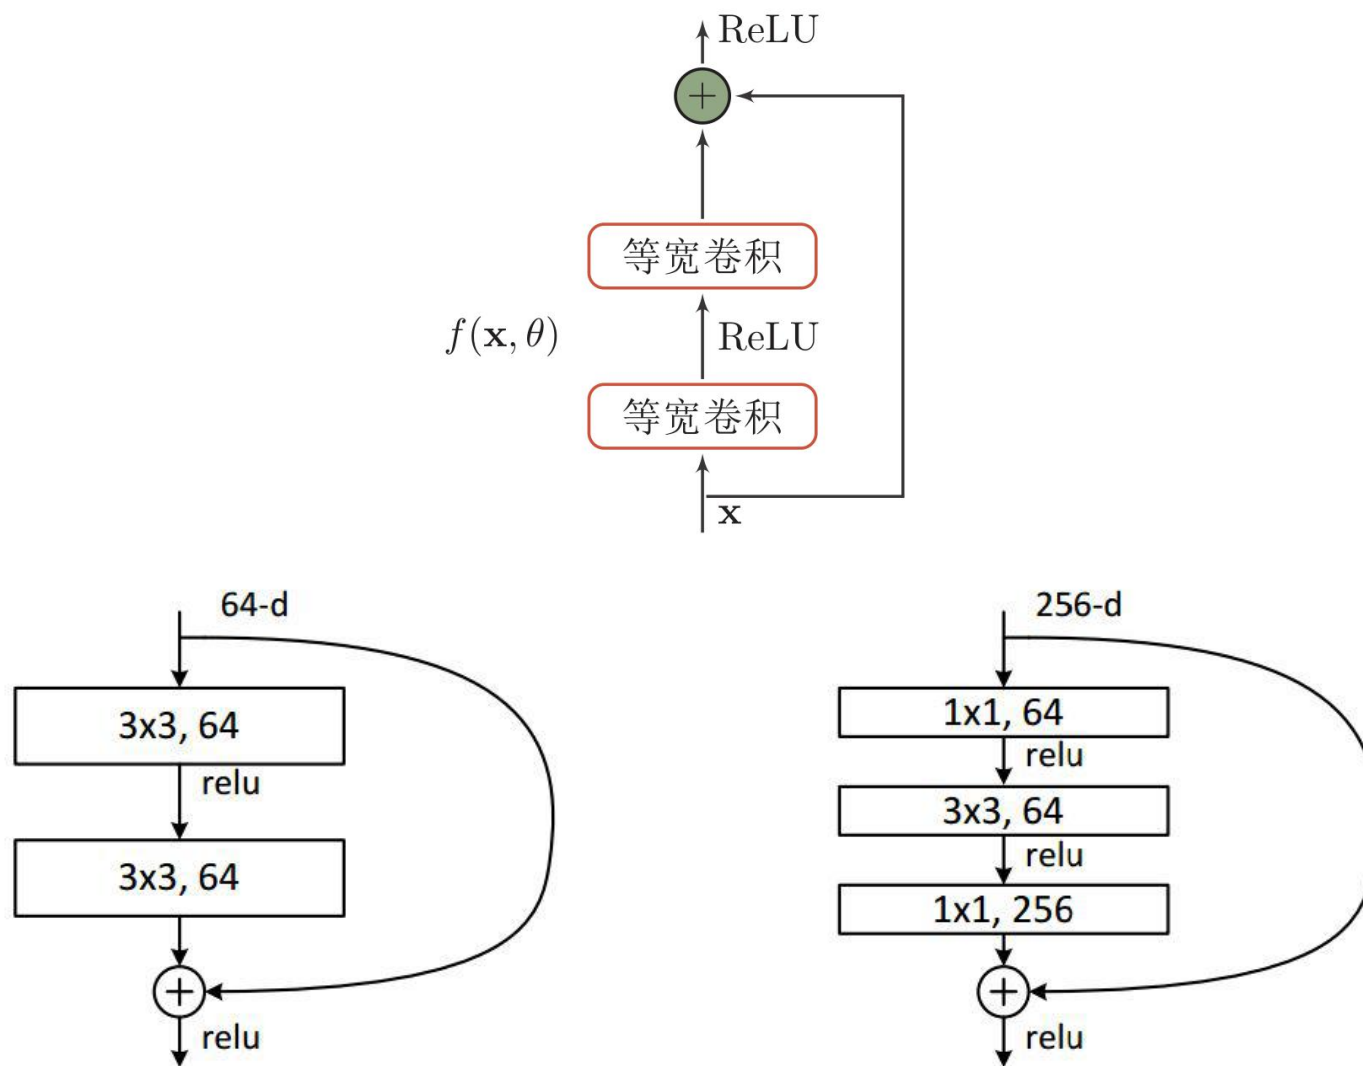 ReLU
+
等宽卷积
f(x, θ)
ReLU
等宽卷积
x
64-d
3x3, 64
relu
3x3, 64
+
relu
256-d
1x1, 64
relu
3x3, 64
relu
1x1, 256
+
relu